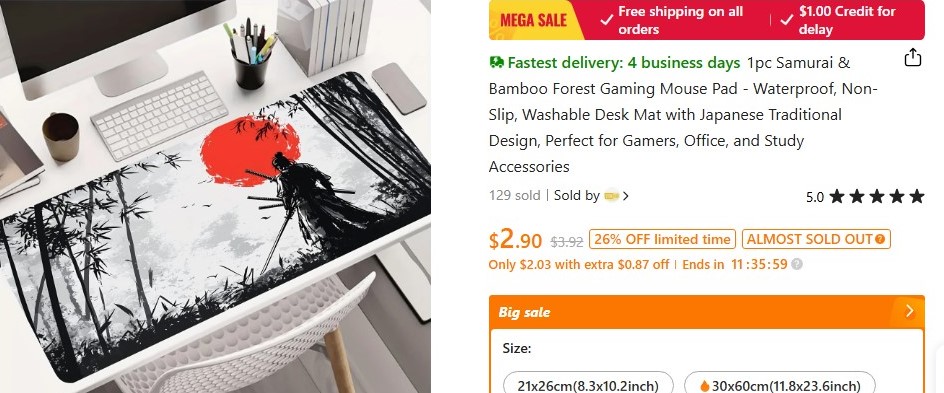 MEGA SALE
Free shipping on all orders
$1.00 Credit for delay
Fastest delivery: 4 business days 1pc Samurai &
Bamboo Forest Gaming Mouse Pad - Waterproof, Non-
Slip, Washable Desk Mat with Japanese Traditional
Design, Perfect for Gamers, Office, and Study
Accessories
129 sold | Sold by
5.0
$2.90 $3.92 26% OFF limited time ALMOST SOLD OUT
Only $2.03 with extra $0.87 off | Ends in 11:35:59
Big sale
Size:
21x26cm(8.3x10.2inch) 30x60cm(11.8x23.6inch)